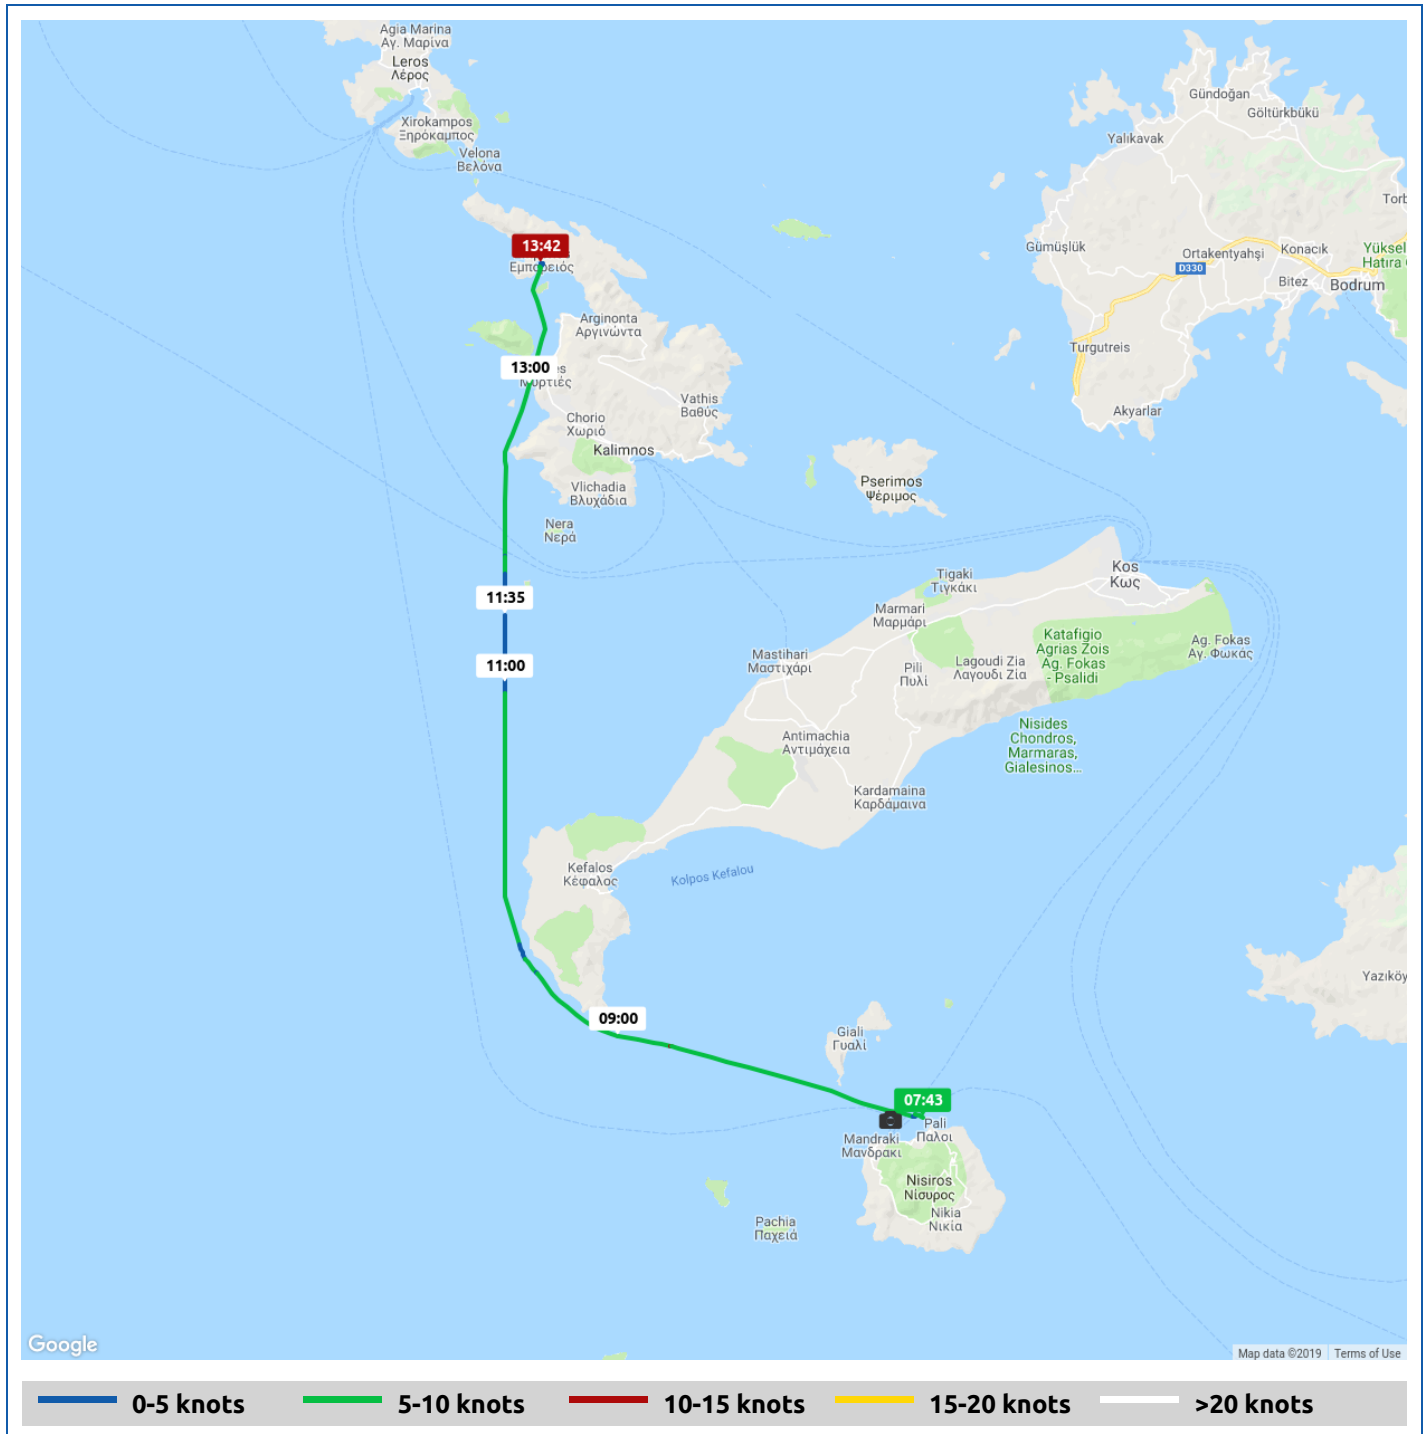 Agia Marina
Αγ. Μαρίνα
Leros
Λέρος
Xirokampos
Ξηρόκαμπος
Velona
Βελόνα
Gündoğan
Göltürkbükü
Yalıkavak
Torb
Gümüşlük
Ortakentyahşi
Konacık
Yüksel
Hatıra
D330
Bitez
Bodrum
Turgutreis
Akyarlar
13:42
Εμπορειός
Arginonta
Αργινώντα
13:00
es
Μυρτιές
Vathis
Βαθύς
Chorio
Χωριό
Kalimnos
Vlichadia
Βλυχάδια
Pserimos
Ψέριμος
Nera
Νερά
Kos
Κως
Tigaki
Τιγκάκι
11:35
Marmari
Μαρμάρι
Katafigio
Agrias Zois
Ag. Fokas
- Psalidi
Ag. Fokas
Αγ. Φωκάς
11:00
Mastihari
Μαστιχάρι
Pili
Πυλί
Lagoudi Zia
Λαγουδι Ζία
Nisides
Chondros,
Marmaras,
Gialesinos...
Antimachia
Αντιμάχεια
Kardamaina
Καρδάμαινα
Kefalos
Κέφαλος
Kolpos Kefalou
Yazıköy
09:00
Giali
Γυαλί
07:43
Pali
Παλοι
Mandraki
Μανδρακι
Nisiros
Νίσυρος
Nikia
Νικία
Pachia
Παχειά
Google
Map data ©2019
Terms of Use
0-5 knots
5-10 knots
10-15 knots
15-20 knots
>20 knots